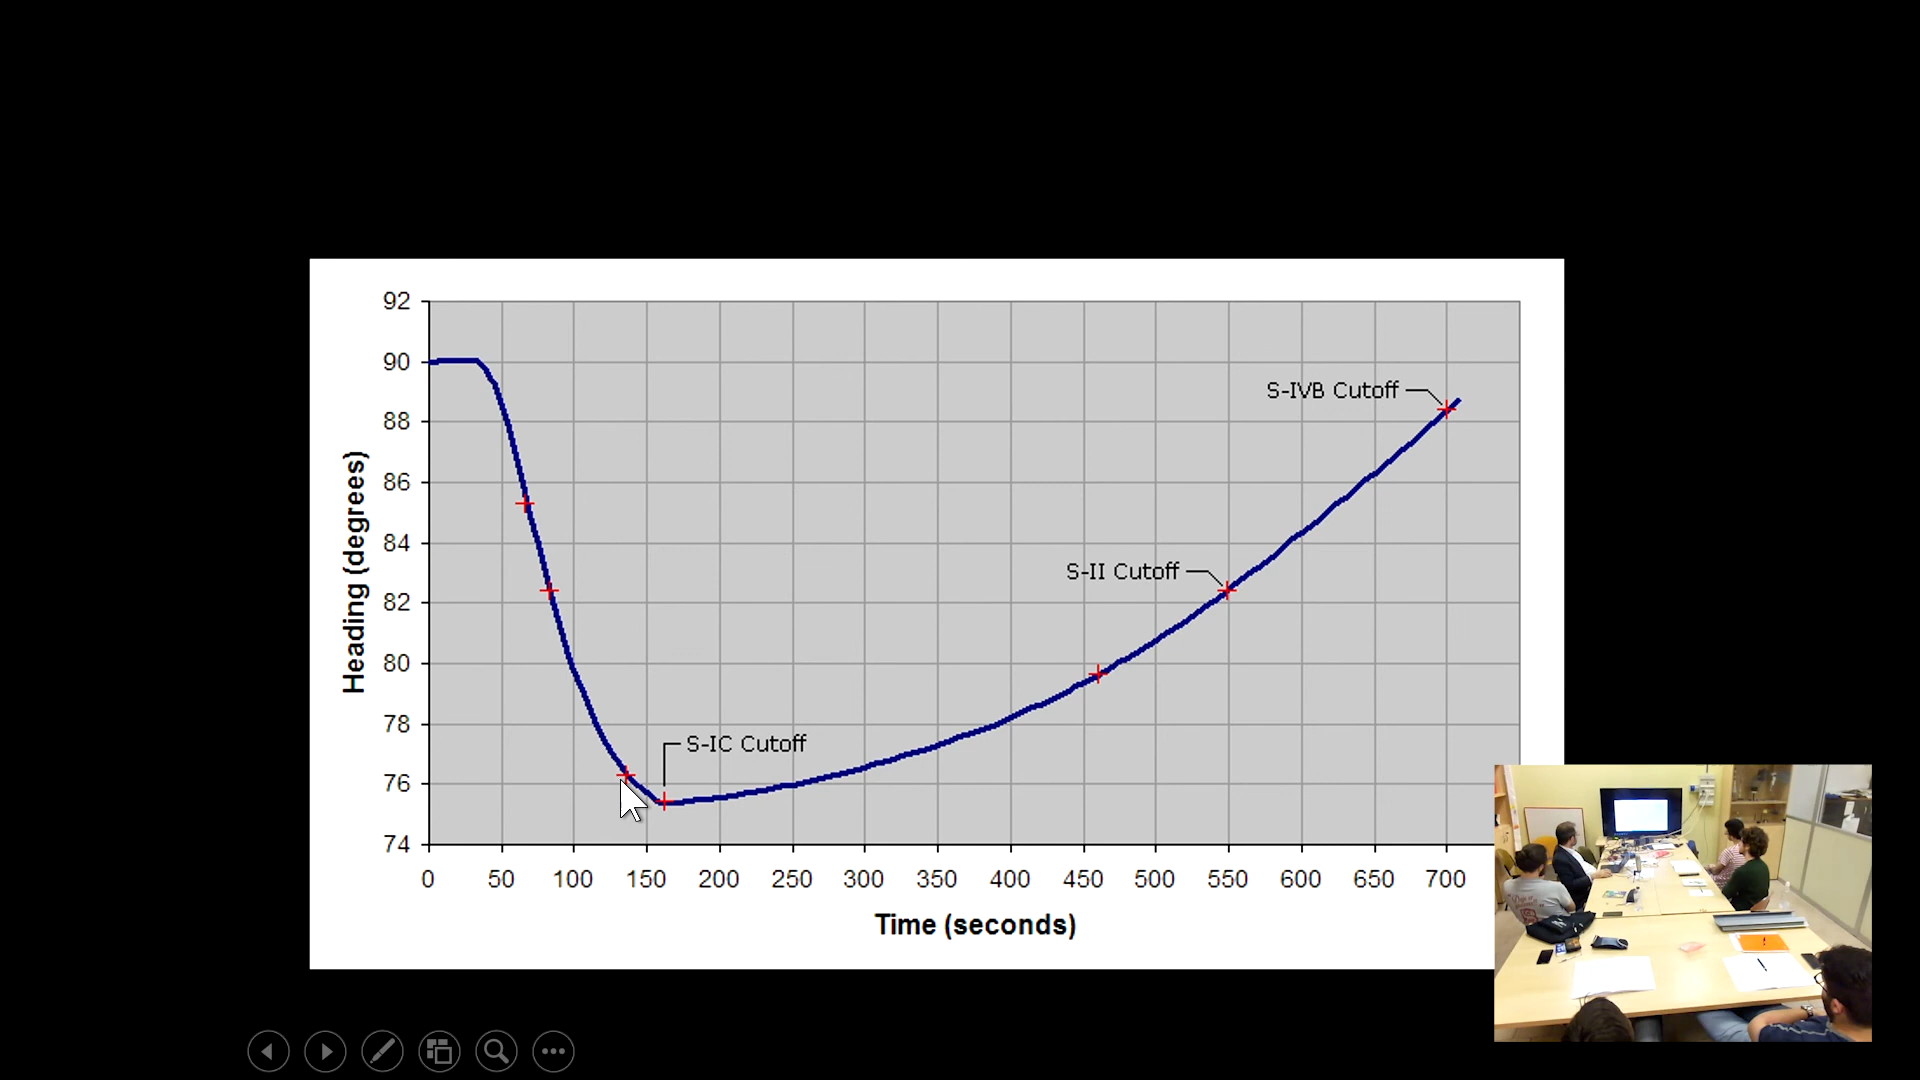 92
90
88
86
84
82
80
78
76
74
Heading (degrees)
S-IVB Cutoff
S-II Cutoff
S-IC Cutoff
0 50 100 150 200 250 300 350 400 450 500 550 600 650 700
Time (seconds)